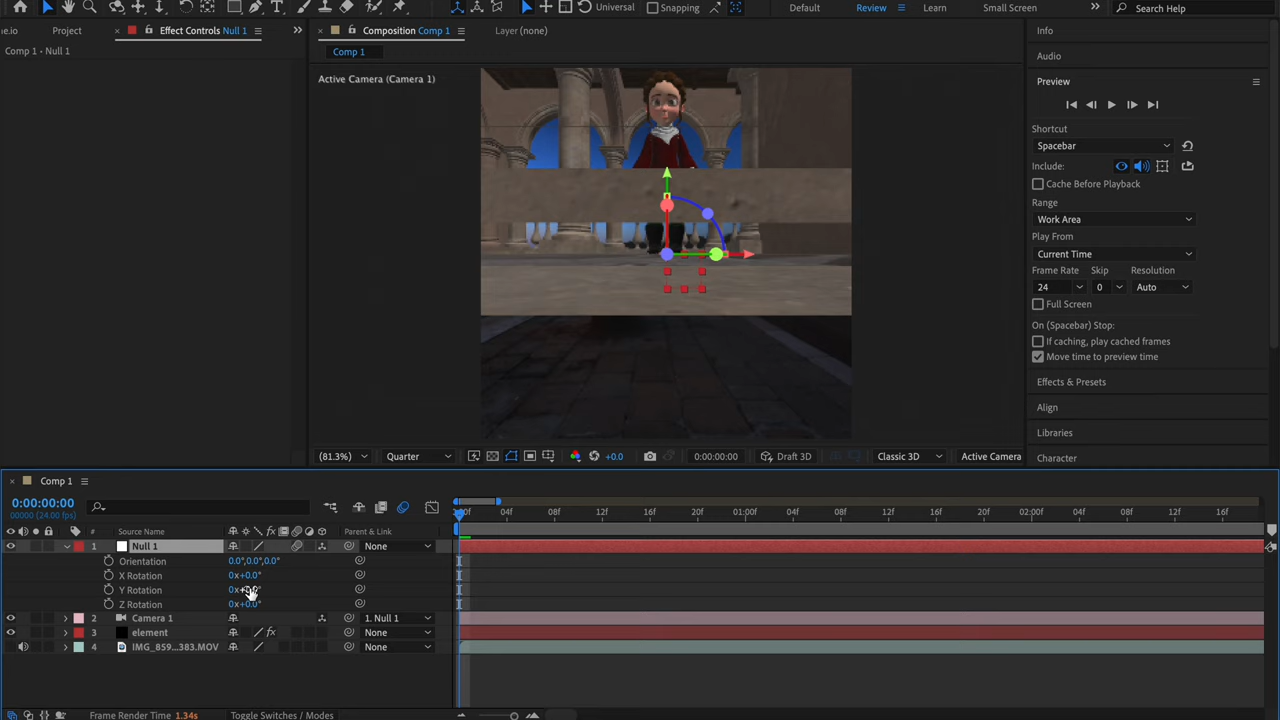 Universal
Snapping
Default
Review
Learn
Small Screen
Search Help
e.io
Project
Effect Controls Null 1
Composition Comp 1
Layer (none)
Info
Comp 1 · Null 1
Comp 1
Audio
Active Camera (Camera 1)
Preview
Shortcut
Spacebar
Include:
Cache Before Playback
Range
Work Area
Play From
Current Time
Frame Rate
Skip
Resolution
24
0
Auto
Full Screen
On (Spacebar) Stop:
If caching, play cached frames
Move time to preview time
Effects & Presets
Align
Libraries
Character
(81.3%)
Quarter
+0.0
0:00:00:00
Draft 3D
Classic 3D
Active Camera
Comp 1
0:00:00:00
00000 (24.00 fps)
:00f
04f
08f
12f
16f
20f
01:00f
04f
08f
12f
16f
#
Source Name
fx
Parent & Link
1
Null 1
None
Orientation
0.0°,0.0°,0.0°
X Rotation
0x+0.0°
Y Rotation
Z Rotation
0x+0.0°
2
Camera 1
1. Null 1
3
element
fx
None
4
IMG_859...383.MOV
None
Frame Render Time 1.34s
Toggle Switches / Modes